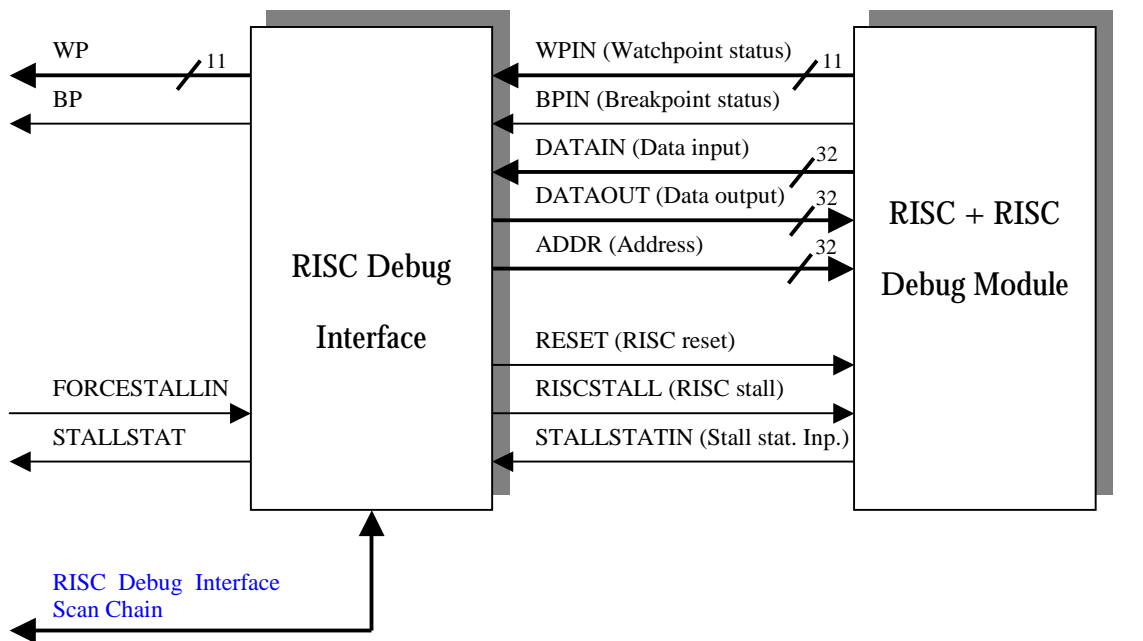 WP
11
BP
FORCESTALLIN
STALLSTAT
RISC Debug
Interface
WPIN (Watchpoint status)
11
BPIN (Breakpoint status)
DATAIN (Data input)
32
DATAOUT (Data output)
32
ADDR (Address)
32
RESET (RISC reset)
RISCSTALL (RISC stall)
STALLSTATIN (Stall stat. Inp.)
RISC + RISC
Debug Module
RISC Debug Interface
Scan Chain